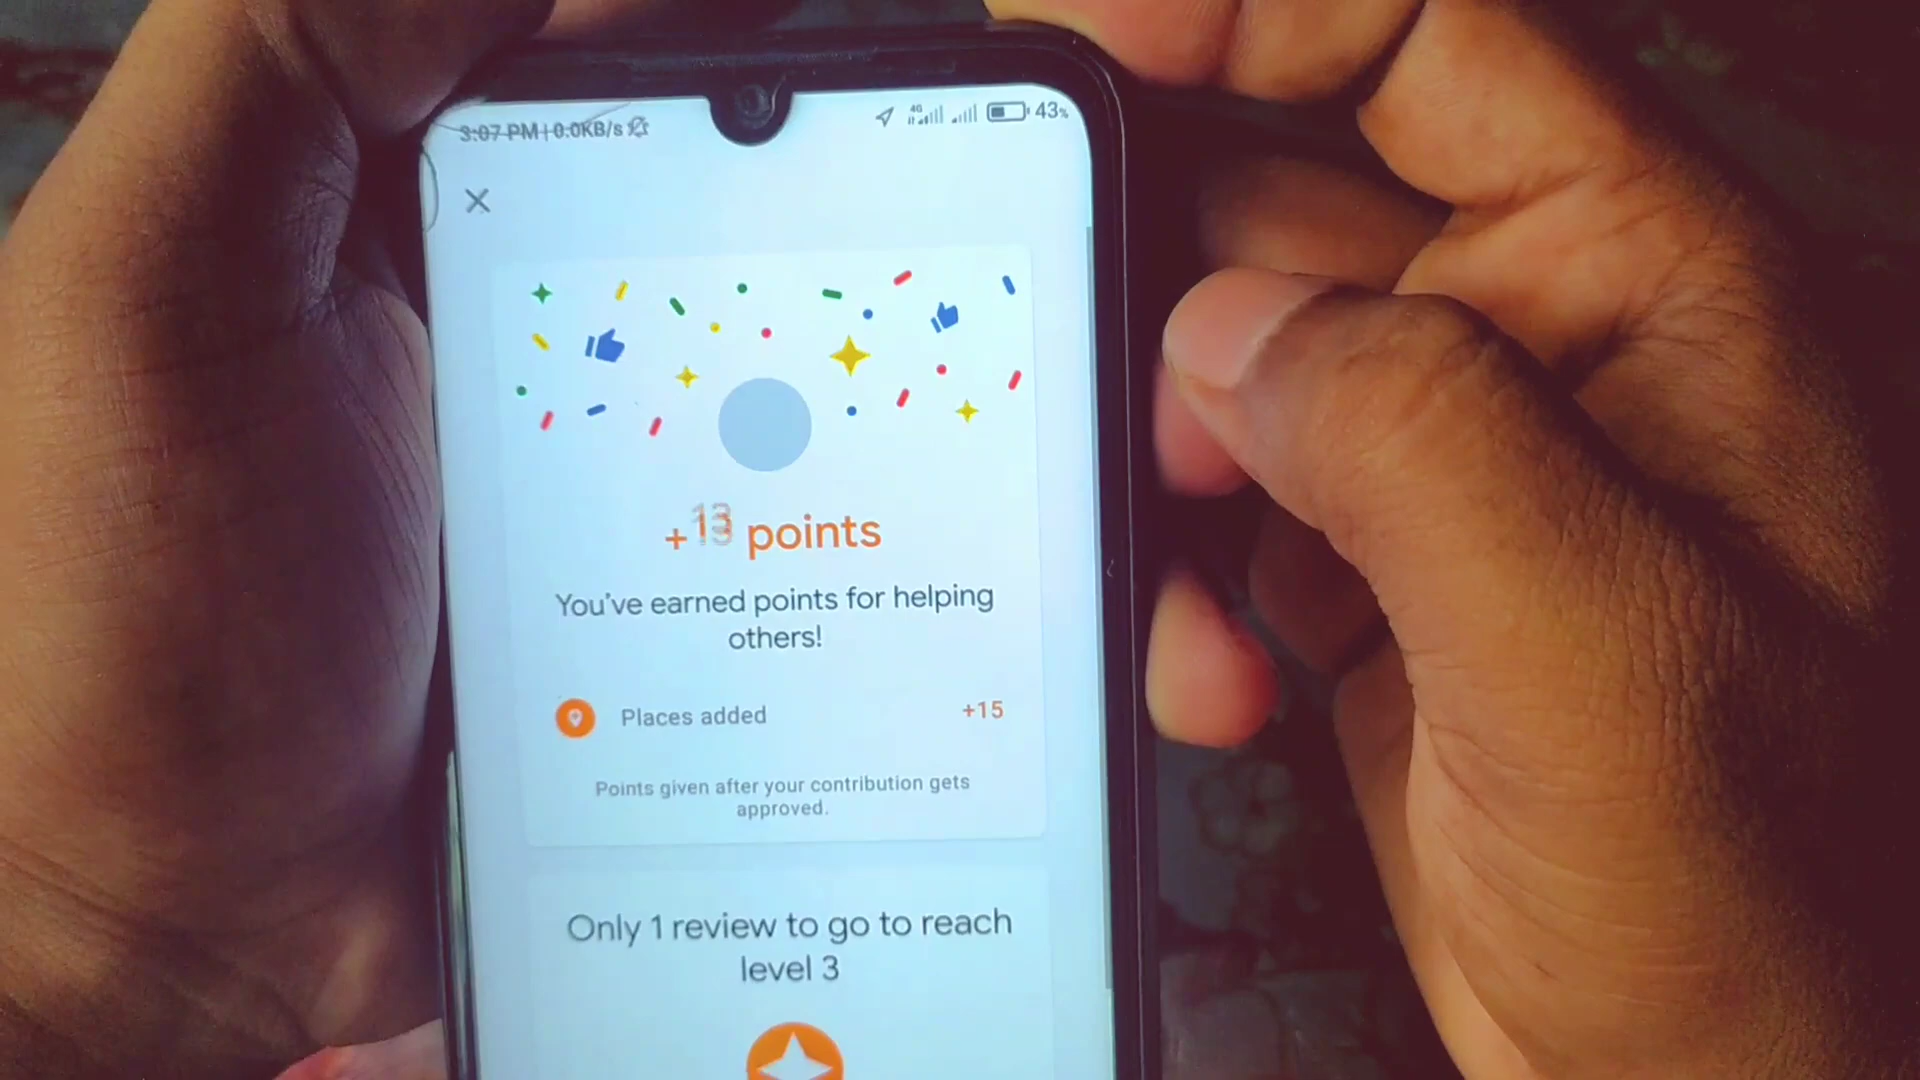 3:07 PM | 0.0KB/s 4G 43%
+13 points
You've earned points for helping
others!
Places added +15
Points given after your contribution gets
approved.
Only 1 review to go to reach
level 3